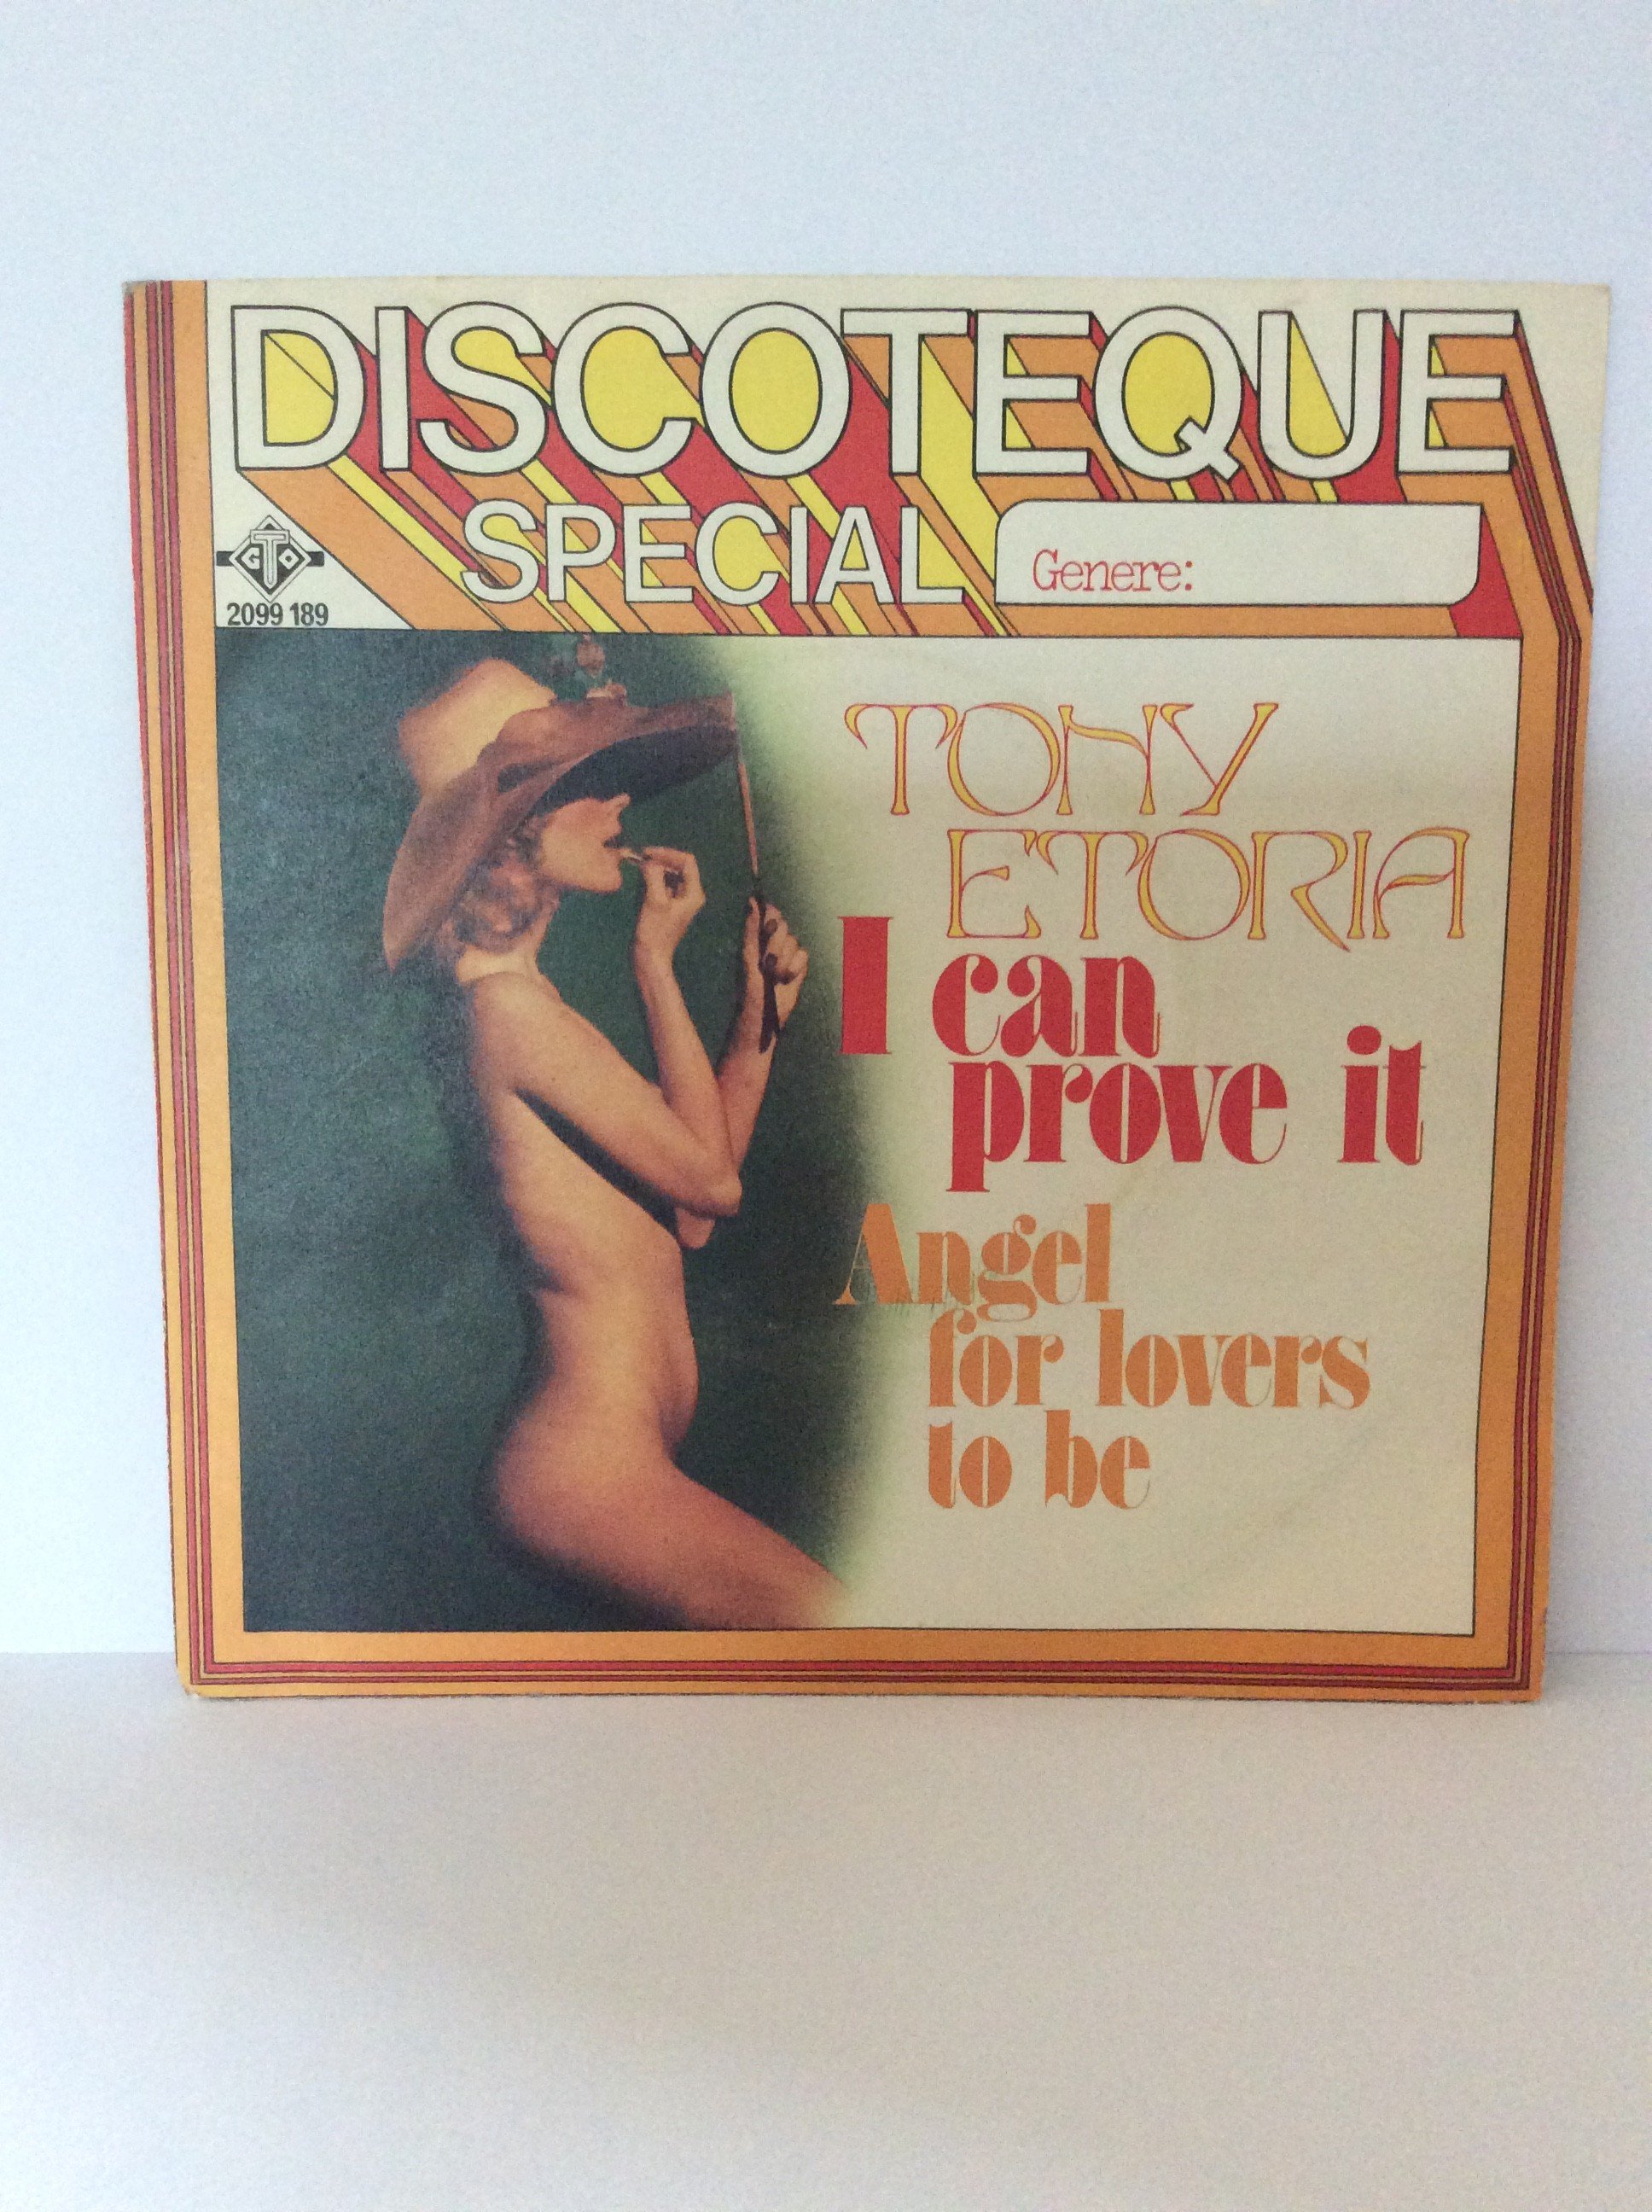 DISCOTEQUE
SPECIAL
Genere:
GTO
2099 189
TONY
ETORIA
I can
prove it
Angel
for lovers
to be